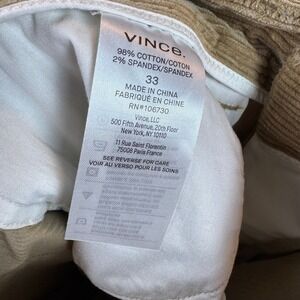 VINCE.
98% COTTON/COTON
2% SPANDEX/SPANDEX
33
MADE IN CHINA
FABRIQUÉ EN CHINE
RN#106730
Vince, LLC
500 Fifth Avenue, 20th Floor
New York, NY 10110
11 Rue Saint Florentin
75008 Paris France
SEE REVERSE FOR CARE
VOIR AU VERSO POUR LES SOINS